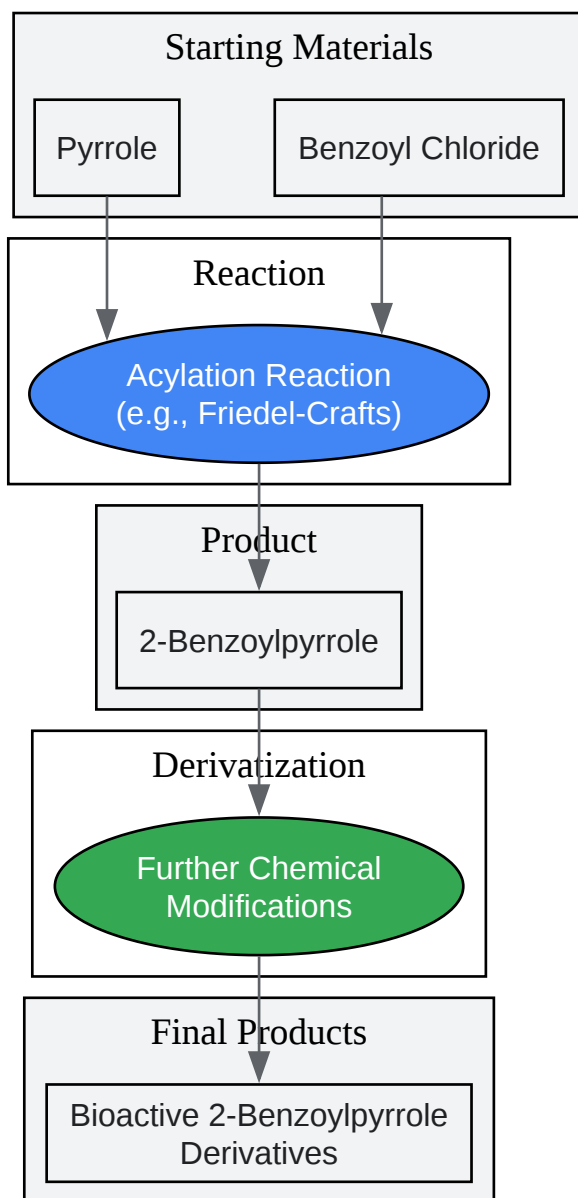 Starting Materials
Pyrrole
Benzoyl Chloride
Reaction
Acylation Reaction
(e.g., Friedel-Crafts)
Product
2-Benzoylpyrrole
Derivatization
Further Chemical
Modifications
Final Products
Bioactive 2-Benzoylpyrrole
Derivatives